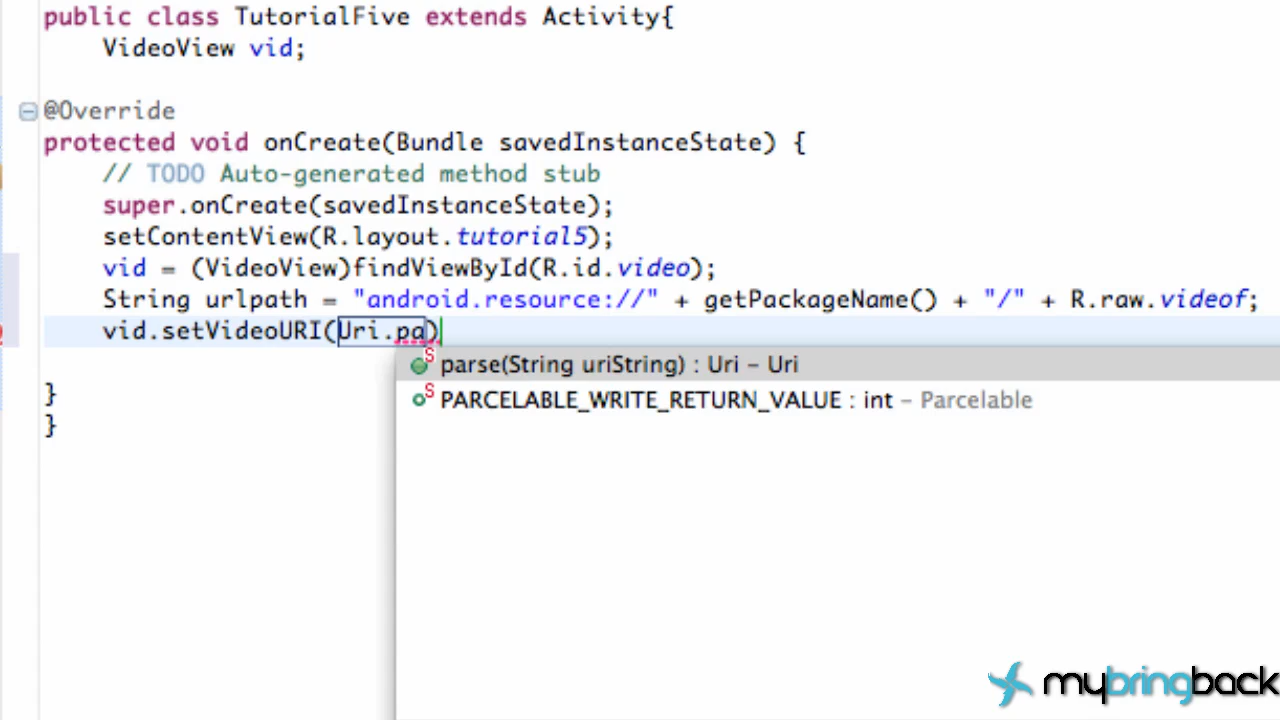 public class TutorialFive extends Activity{
VideoView vid;
@Override
protected void onCreate(Bundle savedInstanceState) {
// TODO Auto-generated method stub
super.onCreate(savedInstanceState);
setContentView(R.layout.tutorial5);
vid = (VideoView)findViewById(R.id.video);
String urlpath = "android.resource://" + getPackageName() + "/" + R.raw.videof;
vid.setVideoURI(Uri.pa)
S parse(String uriString) : Uri – Uri
S PARCELABLE_WRITE_RETURN_VALUE : int – Parcelable
}
}
mybringback